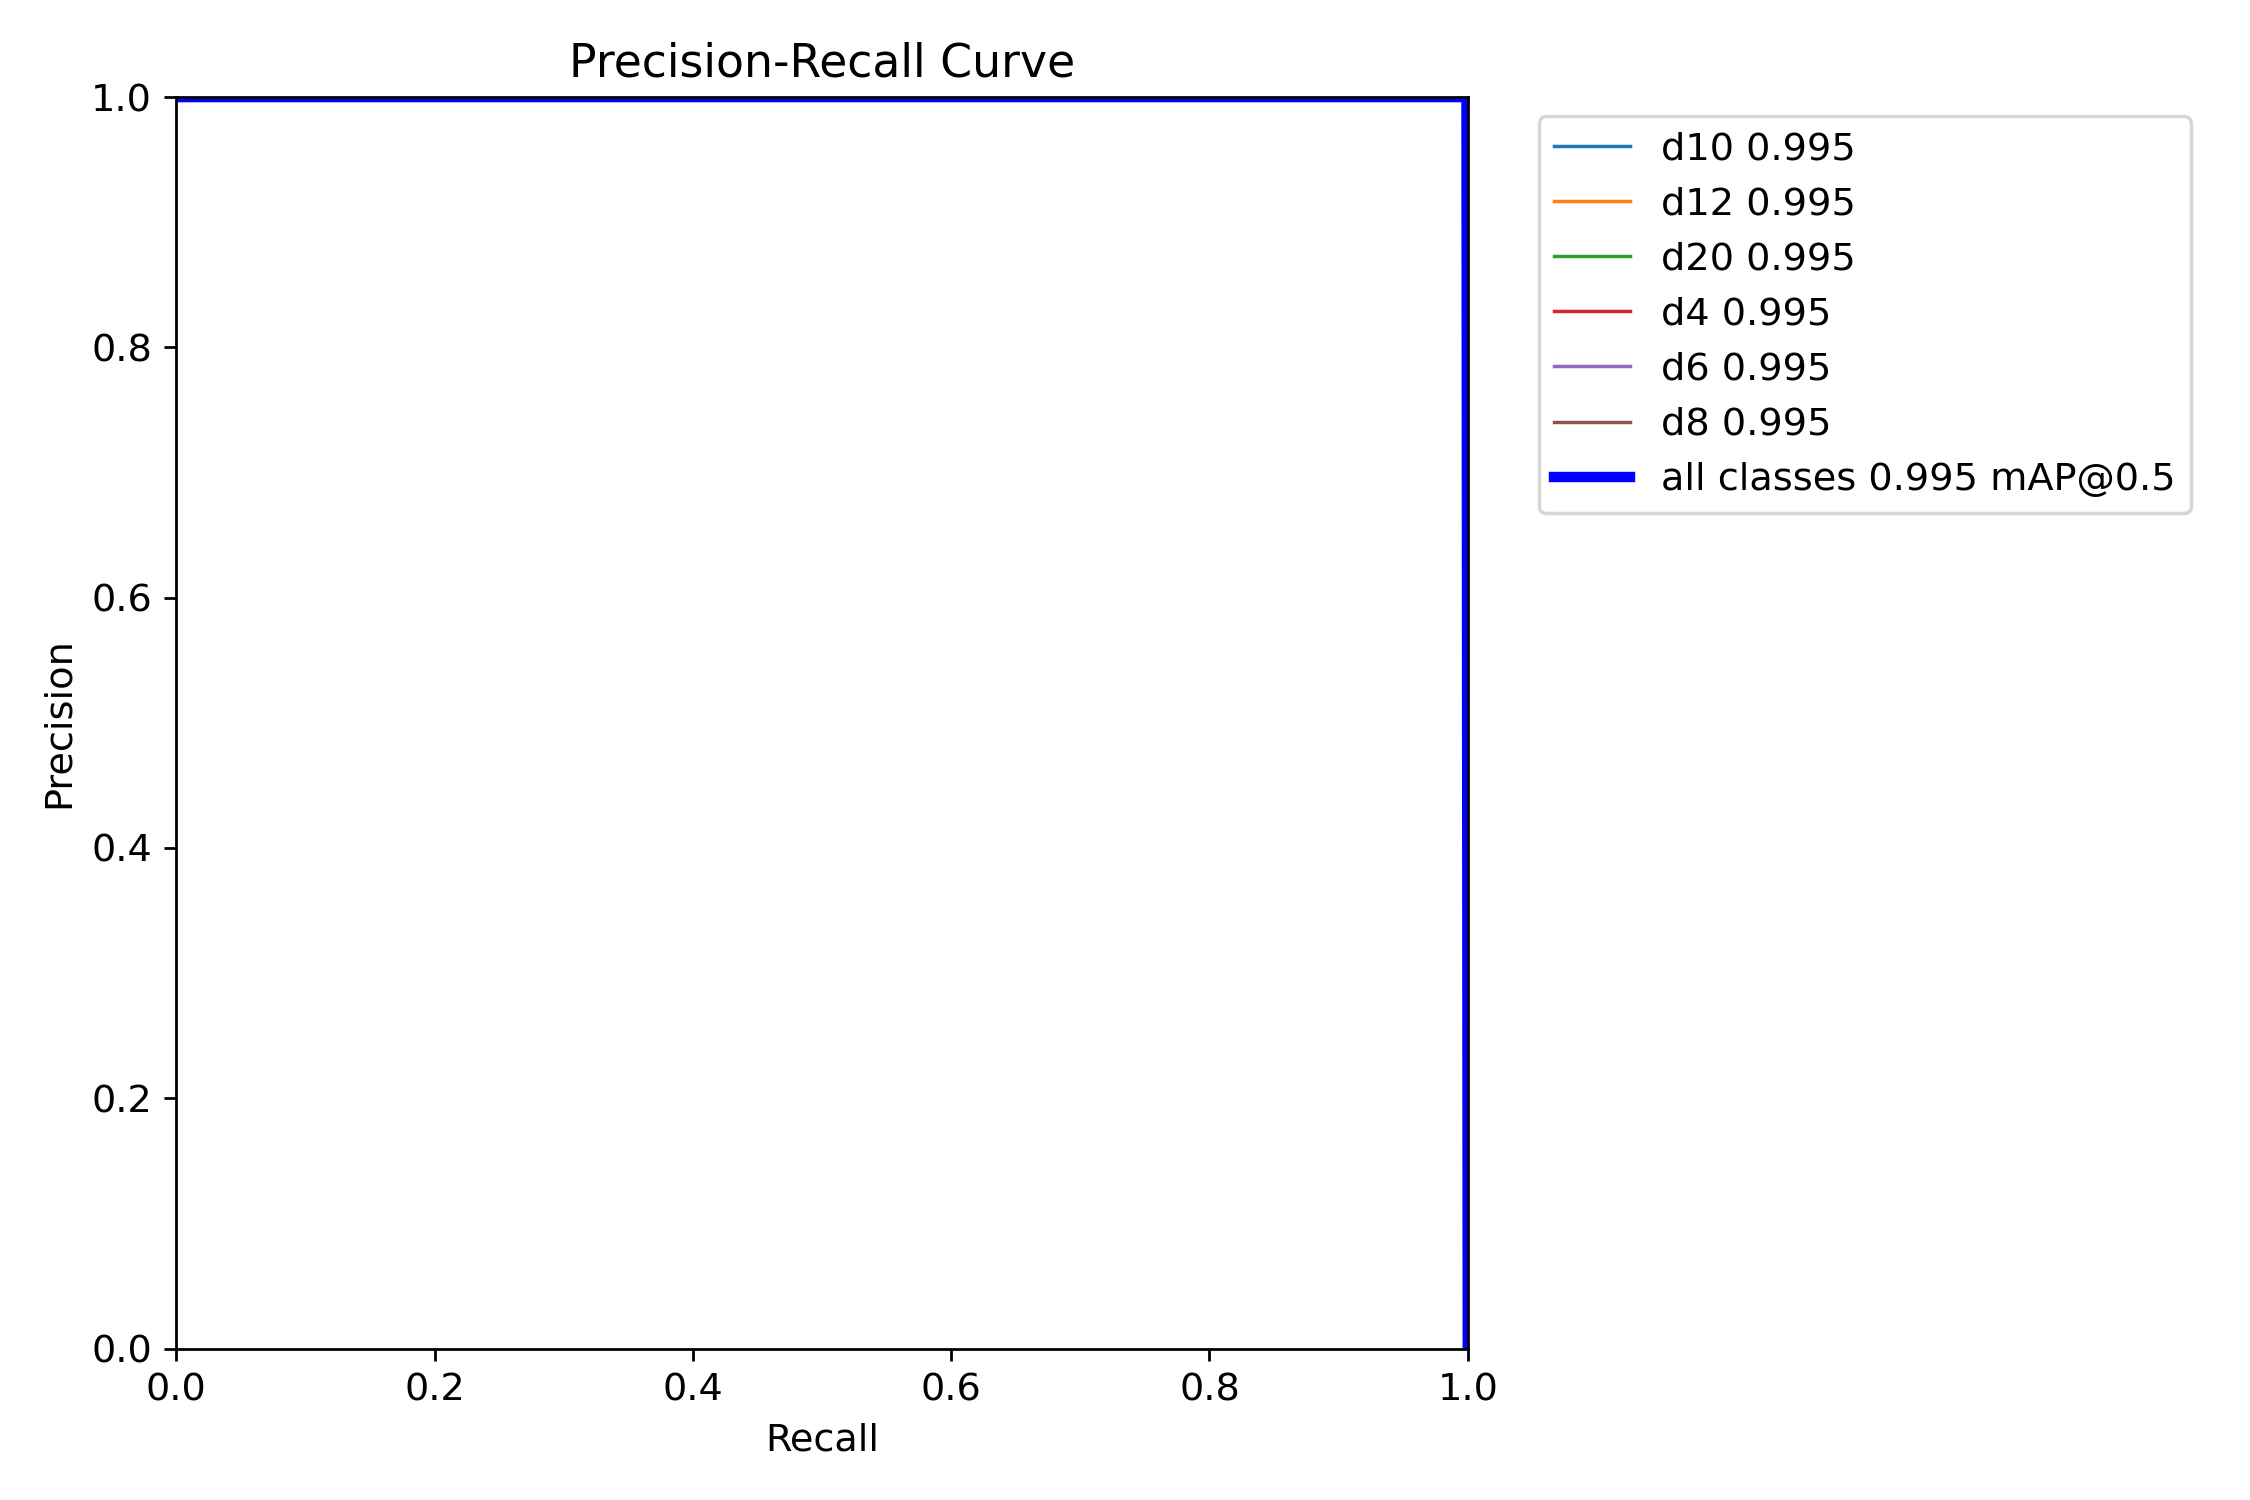 Precision-Recall Curve
1.0
0.8
0.6
0.4
0.2
0.0
Precision
0.0 0.2 0.4 0.6 0.8 1.0
Recall
d10 0.995
d12 0.995
d20 0.995
d4 0.995
d6 0.995
d8 0.995
all classes 0.995 mAP@0.5